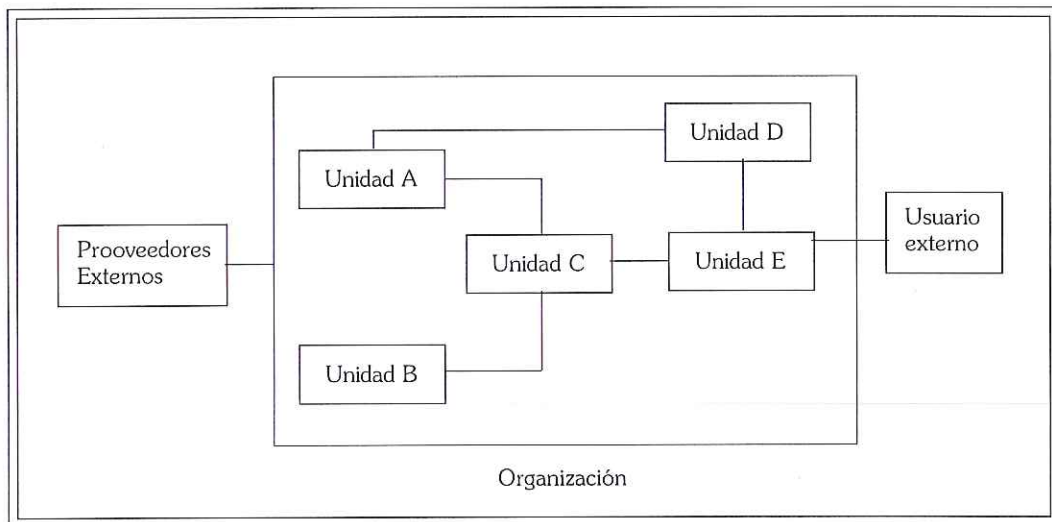 Unidad D
Unidad A
Usuario
externo
Prooveedores
Externos
Unidad C
Unidad E
Unidad B
Organización